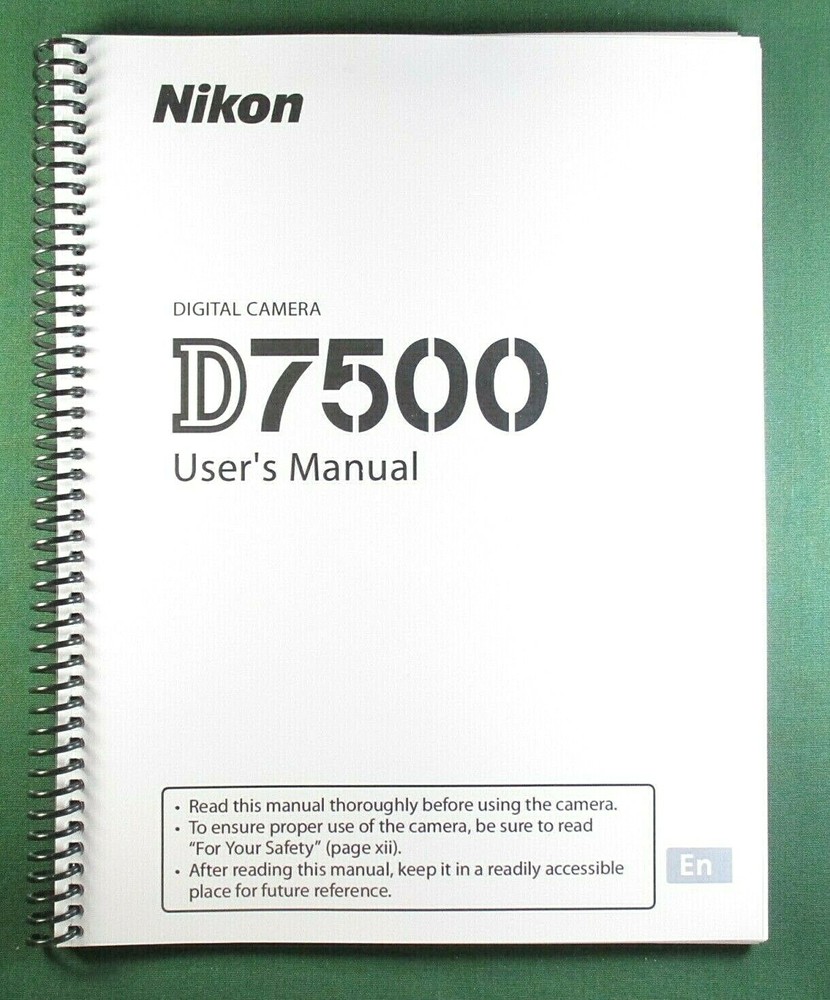 Nikon
DIGITAL CAMERA
D7500
User's Manual
• Read this manual thoroughly before using the camera.
• To ensure proper use of the camera, be sure to read
“For Your Safety” (page xii).
• After reading this manual, keep it in a readily accessible
place for future reference.
En